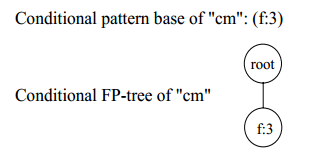 Conditional pattern base of "cm": (f:3)
root
Conditional FP-tree of "cm"
f:3